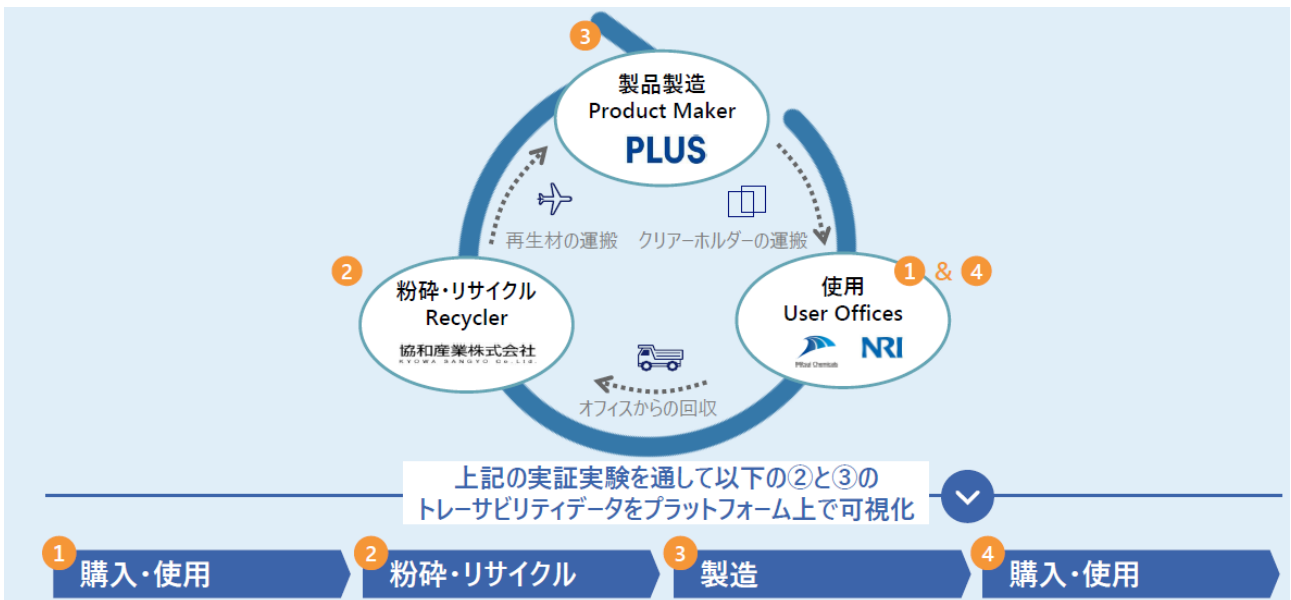 3
製品製造
Product Maker
PLUS
再生材の運搬
クリアーホルダーの運搬
2
粉砕・リサイクル
Recycler
協和産業株式会社
KYOWA SANGYO Co.Ltd.
1 & 4
使用
User Offices
Mitsui Chemicals
NRI
オフィスからの回収
上記の実証実験を通して以下の②と③の
トレーサビリティデータをプラットフォーム上で可視化
1 購入・使用
2 粉砕・リサイクル
3 製造
4 購入・使用